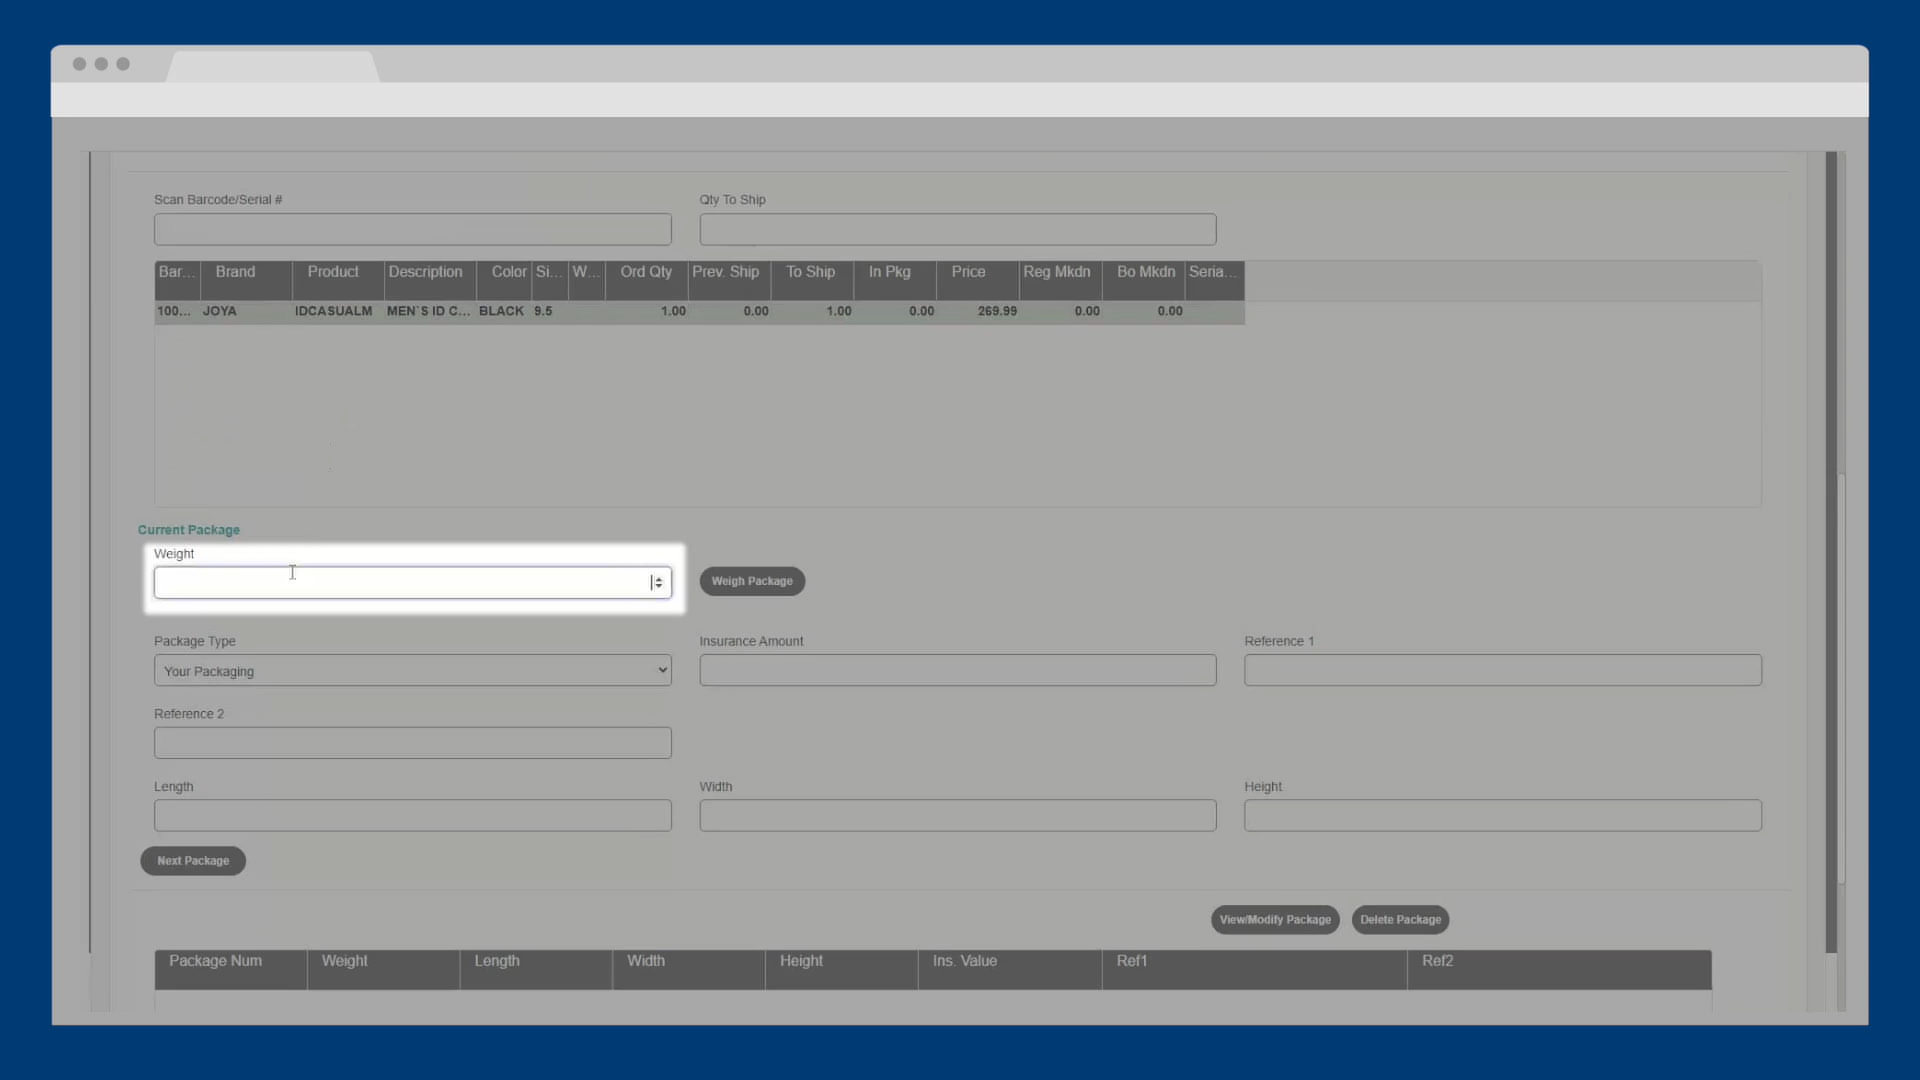 Scan Barcode/Serial # Qty To Ship
Bar... Brand Product Description Color Si... W... Ord Qty Prev. Ship To Ship In Pkg Price Reg Mkdn Bo Mkdn Seria...
100... JOYA IDCASUALM MEN`S ID C... BLACK 9.5 1.00 0.00 1.00 0.00 269.99 0.00 0.00
Current Package
Weight
Weigh Package
Package Type Insurance Amount Reference 1
Your Packaging
Reference 2
Length Width Height
Next Package
View/Modify Package Delete Package
Package Num Weight Length Width Height Ins. Value Ref1 Ref2